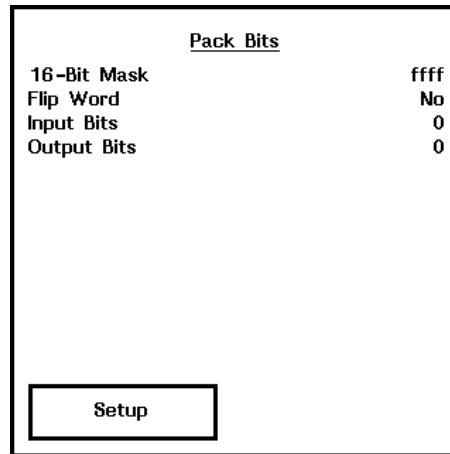 Pack Bits
16-Bit Mask ffff
Flip Word No
Input Bits 0
Output Bits 0
Setup